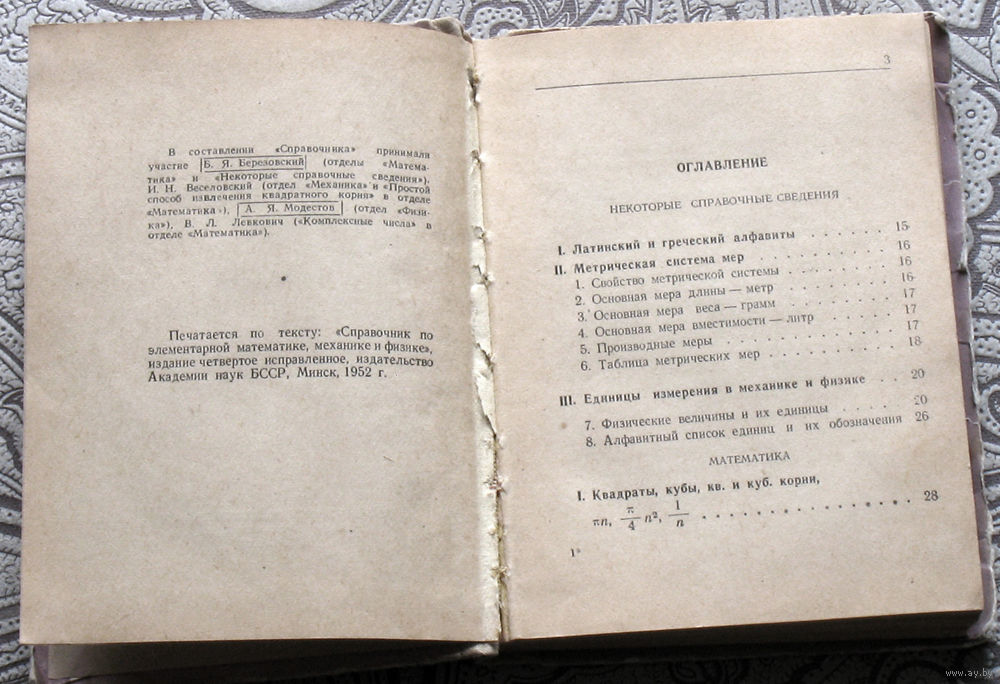 В составлении «Справочника» принимали
участие Б. Я. Березовский (отделы «Матема-
тика» и «Некоторые справочные сведения»),
И. Н. Веселовский (отдел «Механика» и «Простой
способ извлечения квадратного корня» в отделе
«Математика»), А. Я. Модестов (отдел «Физи-
ка»), В. Л. Левкович («Комплексные числа» в
отделе «Математика»).
Печатается по тексту: «Справочник по
элементарной математике, механике и физике»,
издание четвертое исправленное, издательство
Академии наук БССР, Минск, 1952 г.
3
ОГЛАВЛЕНИЕ
НЕКОТОРЫЕ СПРАВОЧНЫЕ СВЕДЕНИЯ
I. Латинский и греческий алфавиты . . . . . . . 15
II. Метрическая система мер . . . . . . . . . . 16
1. Свойство метрической системы . . . . . . . 16
2. Основная мера длины — метр . . . . . . . 16
3. Основная мера веса — грамм . . . . . . . 17
4. Основная мера вместимости — литр . . . . . 17
5. Производные меры . . . . . . . . . . . 17
6. Таблица метрических мер . . . . . . . . . 18
III. Единицы измерения в механике и физике . . . 20
7. Физические величины и их единицы . . . . . 20
8. Алфавитный список единиц и их обозначения 26
МАТЕМАТИКА
I. Квадраты, кубы, кв. и куб. корни,
πn, π/4 n², 1/n . . . . . . . . . . . . . . . 28
1*
www.ay.by